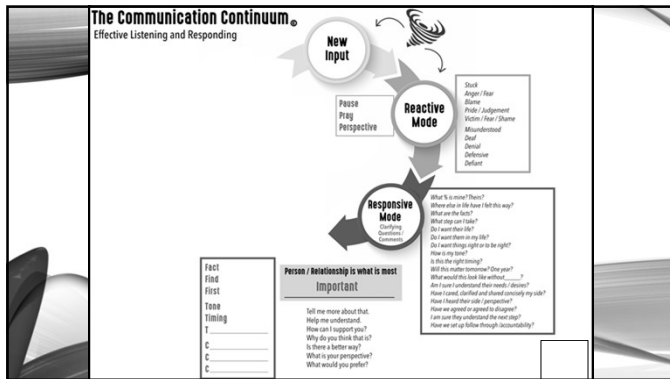 The Communication Continuum
Effective Listening and Responding
New
Input
Pause
Pray
Perspective
Reactive
Mode
Stuck
Anger / Fear
Blame
Pride / Judgement
Victim / Fear / Shame
Misunderstood
Deaf
Denial
Defensive
Defiant
Responsive
Mode
Clarifying
Questions /
Comments
What % is mine? Theirs?
Where else in life have I felt this way?
What are the facts?
What step can I take?
Do I want their life?
Do I want them in my life?
Do I want things right or to be right?
How is my tone?
Is this the right timing?
Will this matter tomorrow? One year?
What would this look like without_____?
Am I sure I understand their needs / desires?
Have I cared, clarified and shared concisely my side?
Have I heard their side / perspective?
Have we agreed or agreed to disagree?
I am sure they understand the next step?
Have we set up follow through /accountability?
Fact
Find
First
Tone
Timing
T____________
C____________
C____________
C____________
Person / Relationship is what is most
Important
Tell me more about that.
Help me understand.
How can I support you?
Why do you think that is?
Is there a better way?
What is your perspective?
What would you prefer?